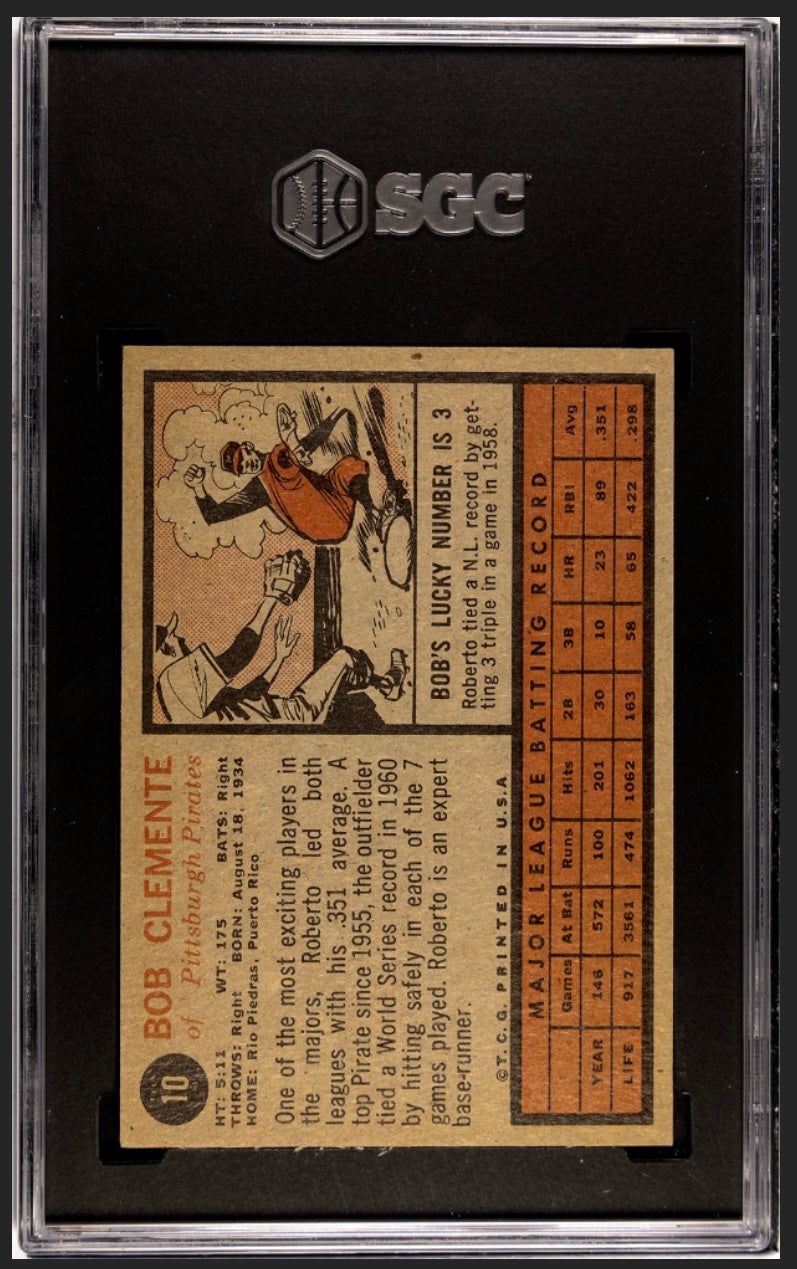 SGC
10
BOB CLEMENTE
of Pittsburgh Pirates
HT: 5:11 WT: 175 BATS: Right
THROWS: Right BORN: August 18, 1934
HOME: Rio Piedras, Puerto Rico
One of the most exciting players in
the majors, Roberto led both
leagues with his .351 average. A
top Pirate since 1955, the outfielder
tied a World Series record in 1960
by hitting safely in each of the 7
games played. Roberto is an expert
base-runner.
©T.C.G. PRINTED IN U.S.A
BOB'S LUCKY NUMBER IS 3
Roberto tied a N.L. record by get-
ting 3 triple in a game in 1958.
MAJOR LEAGUE BATTING RECORD
Games At Bat Runs Hits 2B 3B HR RBI Avg
YEAR 146 572 100 201 30 10 23 89 .351
LIFE 917 3561 474 1062 163 58 65 422 .298